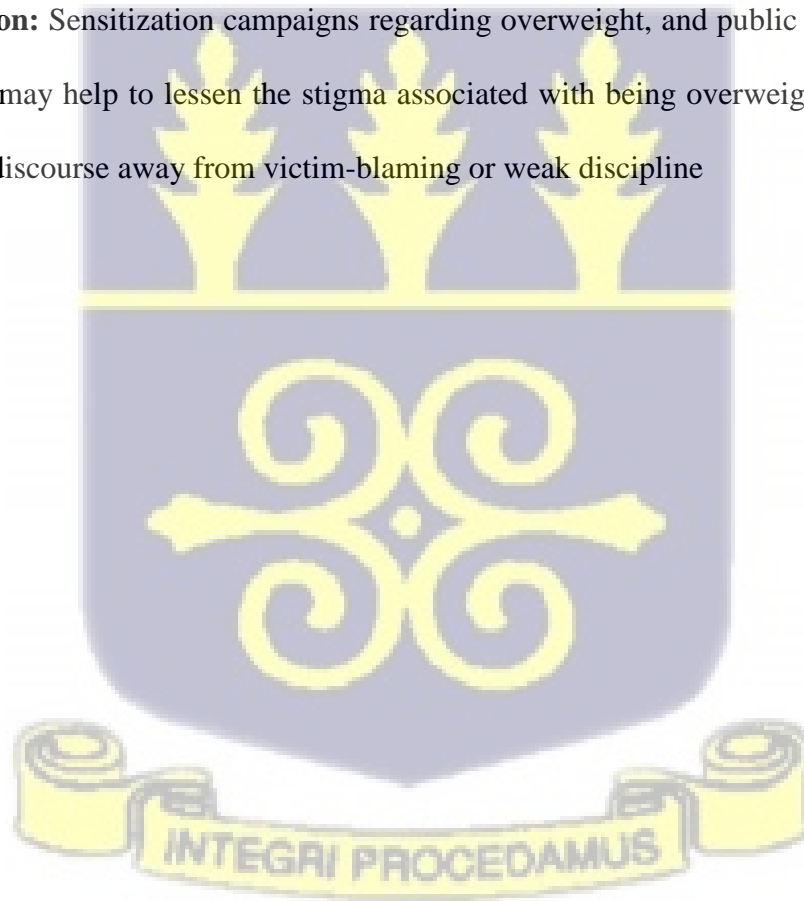 on: Sensitization campaigns regarding overweight, and public
may help to lessen the stigma associated with being overweig
discourse away from victim-blaming or weak discipline
INTEGRI PROCEDAMUS